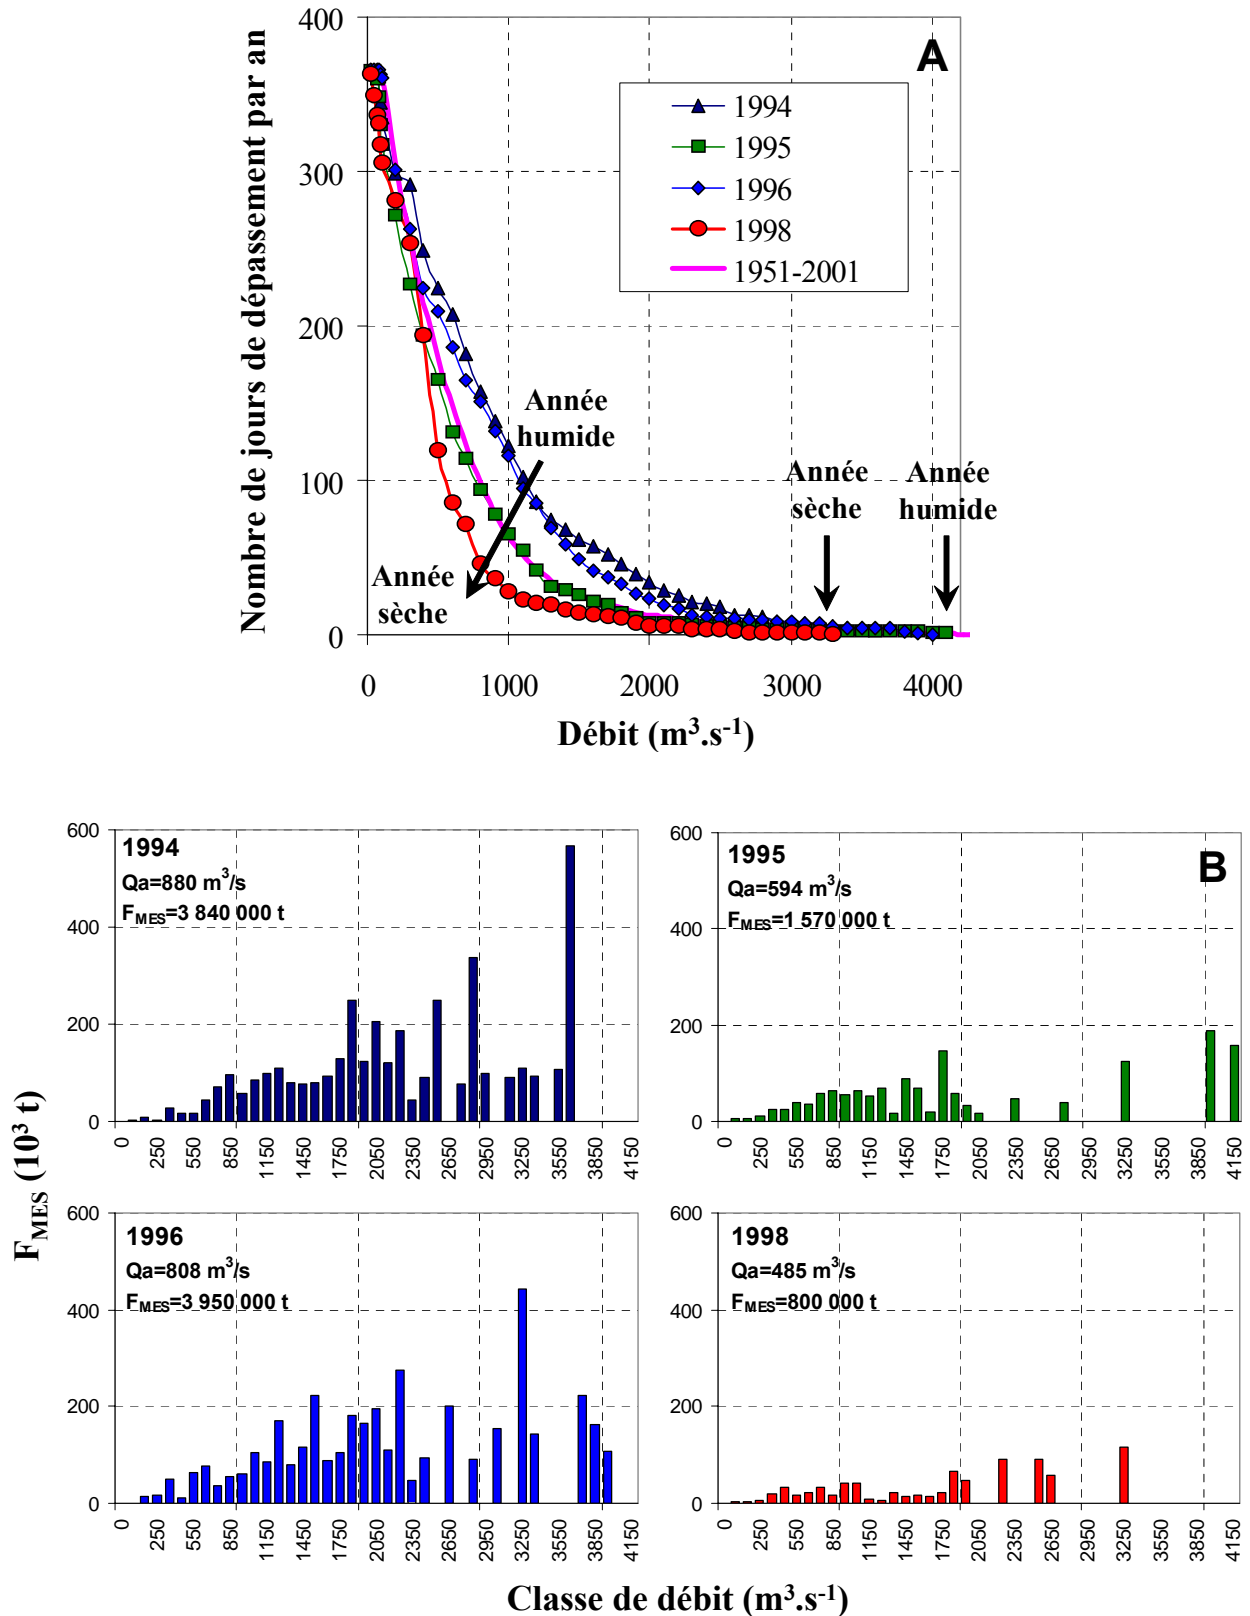 Nombre de jours de dépassement par an
400
300
200
100
0
A
1994
1995
1996
1998
1951-2001
Année
humide
Année
sèche
Année
sèche
Année
humide
0 1000 2000 3000 4000
Débit (m³.s⁻¹)
F_MES (10³ t)
1994
Qa=880 m³/s
F_MES=3 840 000 t
600
400
200
0
0 250 550 850 1150 1450 1750 2050 2350 2650 2950 3250 3550 3850 4150
B
1995
Qa=594 m³/s
F_MES=1 570 000 t
600
400
200
0
0 250 550 850 1150 1450 1750 2050 2350 2650 2950 3250 3550 3850 4150
1996
Qa=808 m³/s
F_MES=3 950 000 t
600
400
200
0
0 250 550 850 1150 1450 1750 2050 2350 2650 2950 3250 3550 3850 4150
1998
Qa=485 m³/s
F_MES=800 000 t
600
400
200
0
0 250 550 850 1150 1450 1750 2050 2350 2650 2950 3250 3550 3850 4150
Classe de débit (m³.s⁻¹)